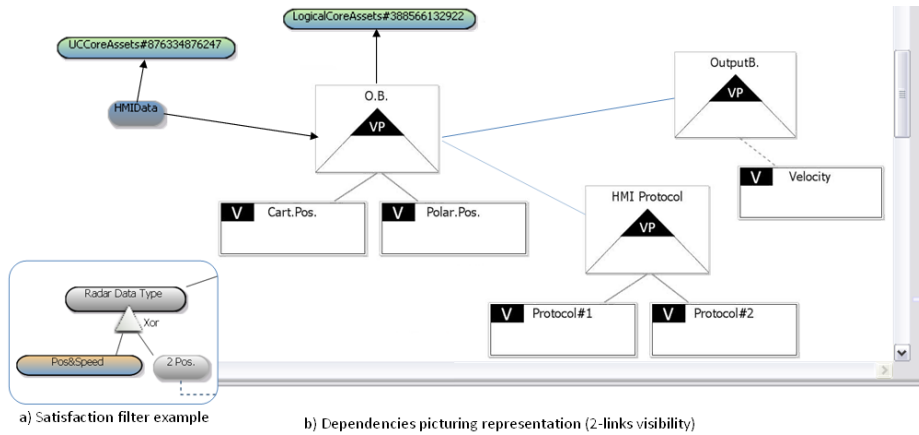 LogicalCoreAssets#388566132922
UCCoreAssets#876334876247
HMIData
O.B.
VP
OutputB.
VP
V Velocity
HMI Protocol
VP
V Cart.Pos.
V Polar.Pos.
V Protocol#1
V Protocol#2
Radar Data Type
Xor
Pos&Speed
2 Pos.
a) Satisfaction filter example
b) Dependencies picturing representation (2-links visibility)